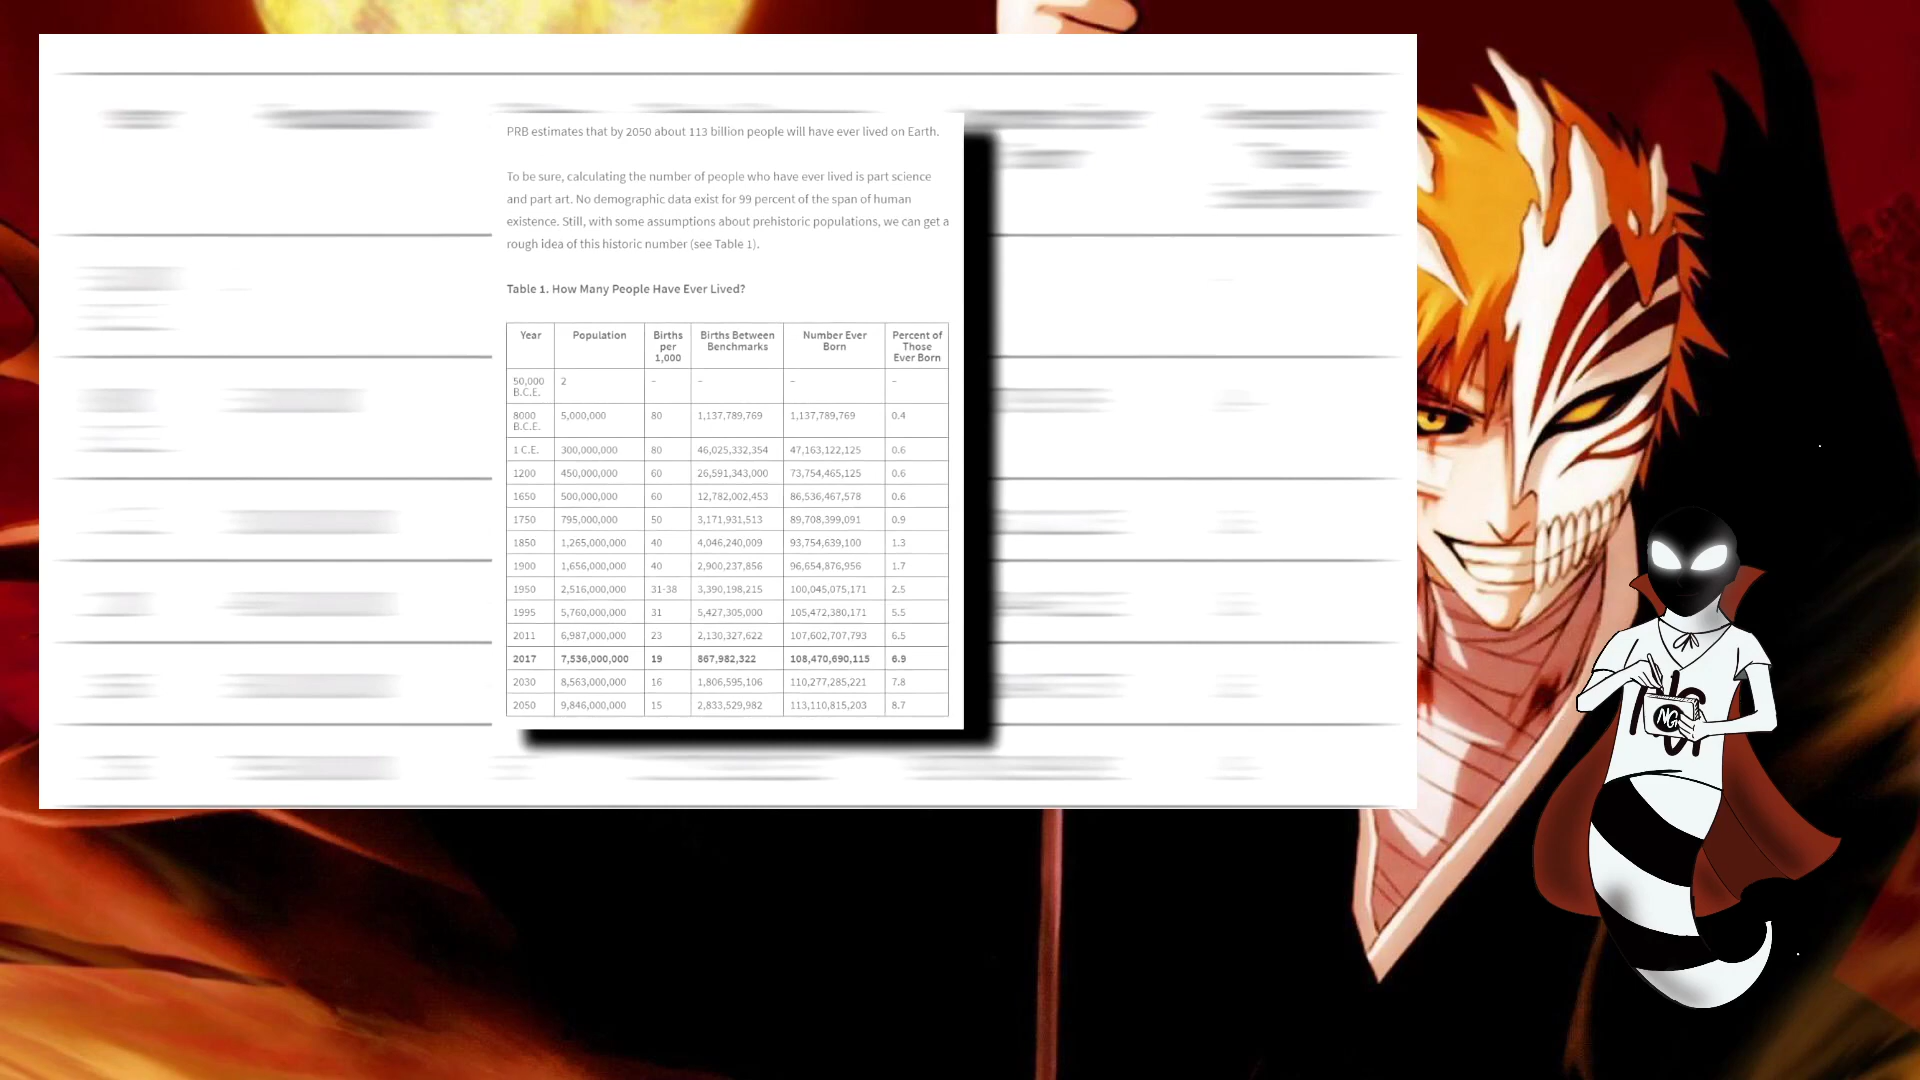 PRB estimates that by 2050 about 113 billion people will have ever lived on Earth.
To be sure, calculating the number of people who have ever lived is part science
and part art. No demographic data exist for 99 percent of the span of human
existence. Still, with some assumptions about prehistoric populations, we can get a
rough idea of this historic number (see Table 1).
Table 1. How Many People Have Ever Lived?
Year Population Births per 1,000 Births Between Benchmarks Number Ever Born Percent of Those Ever Born
50,000 B.C.E. 2 – – – –
8000 B.C.E. 5,000,000 80 1,137,789,769 1,137,789,769 0.4
1 C.E. 300,000,000 80 46,025,332,354 47,163,122,125 0.6
1200 450,000,000 60 26,591,343,000 73,754,465,125 0.6
1650 500,000,000 60 12,782,002,453 86,536,467,578 0.6
1750 795,000,000 50 3,171,931,513 89,708,399,091 0.9
1850 1,265,000,000 40 4,046,240,009 93,754,639,100 1.3
1900 1,656,000,000 40 2,900,237,856 96,654,876,956 1.7
1950 2,516,000,000 31-38 3,390,198,215 100,045,075,171 2.5
1995 5,760,000,000 31 5,427,305,000 105,472,380,171 5.5
2011 6,987,000,000 23 2,130,327,622 107,602,707,793 6.5
2017 7,536,000,000 19 867,982,322 108,470,690,115 6.9
2030 8,563,000,000 16 1,806,595,106 110,277,285,221 7.8
2050 9,846,000,000 15 2,833,529,982 113,110,815,203 8.7
NG